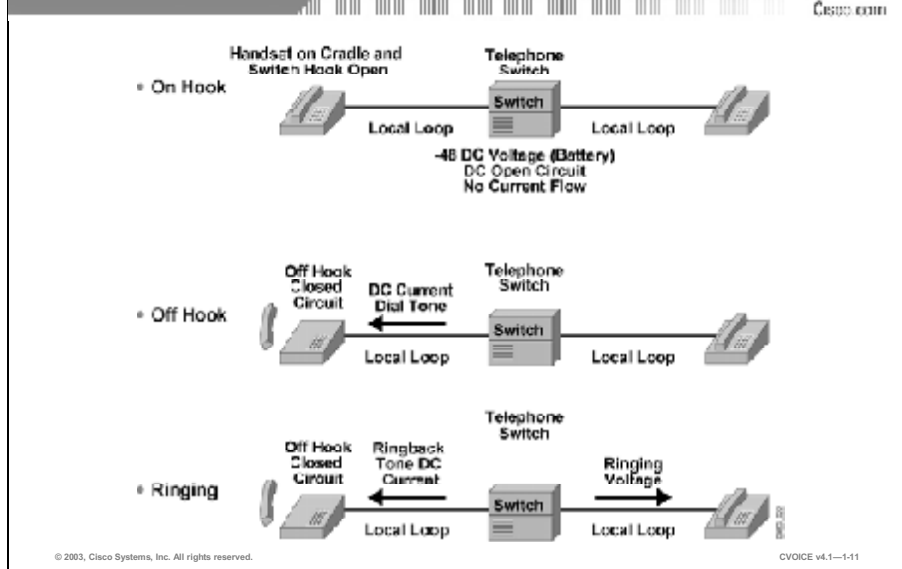 Cisco.com
Handset on Cradle and
Switch Hook Open
Telephone
Switch
• On Hook
Switch
Local Loop
Local Loop
-48 DC Voltage (Battery)
DC Open Circuit
No Current Flow
Off Hook
Closed
Circuit
DC Current
Dial Tone
Telephone
Switch
• Off Hook
Switch
Local Loop
Local Loop
Telephone
Switch
Off Hook
Closed
Circuit
Ringback
Tone DC
Current
Ringing
Voltage
• Ringing
Switch
Local Loop
Local Loop
© 2003, Cisco Systems, Inc. All rights reserved.
CVOICE v4.1—1-11